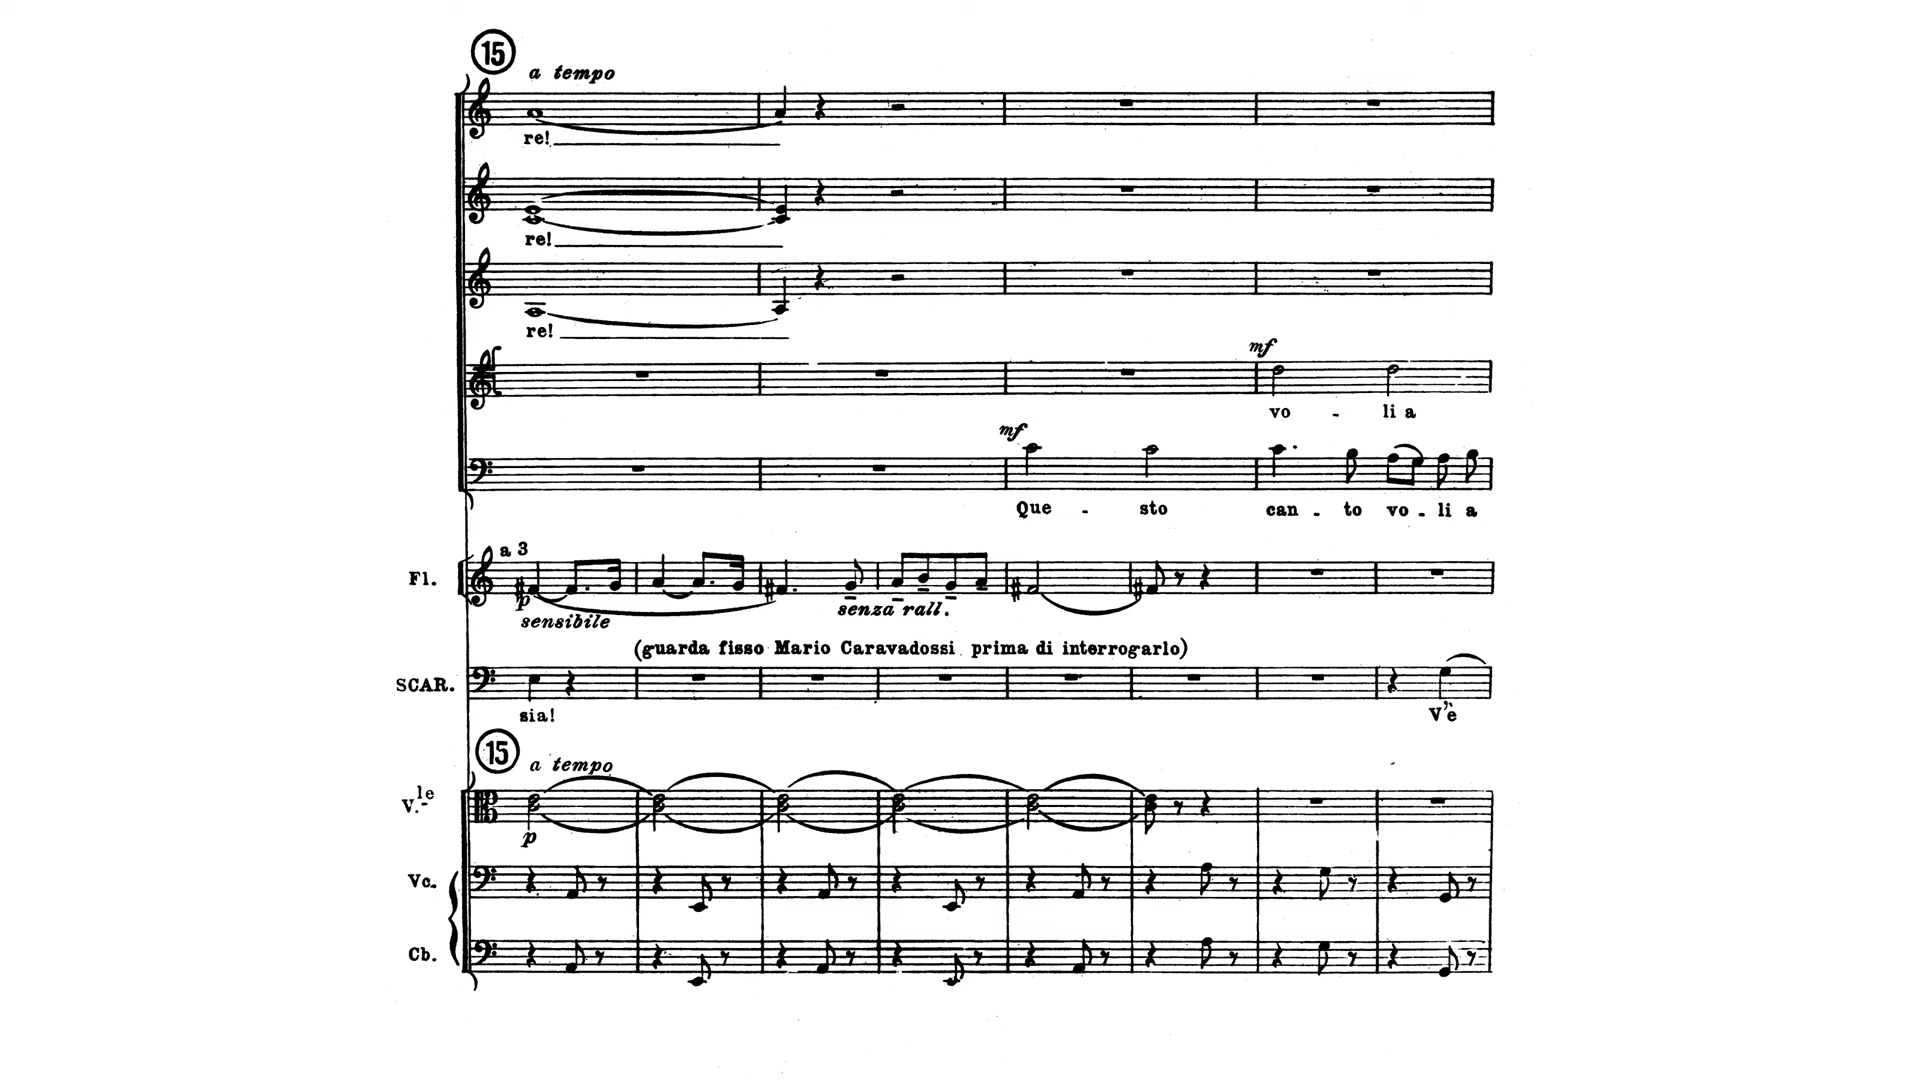 15
a tempo
re!
re!
re!
mf
vo - li a
mf
Que - sto can - to vo - li a
a 3
Fl.
p
senza rall.
sensibile
(guarda fisso Mario Caravadossi prima di interrogarlo)
SCAR.
sia! V'è
15
a tempo
V.le
p
Vc.
Cb.